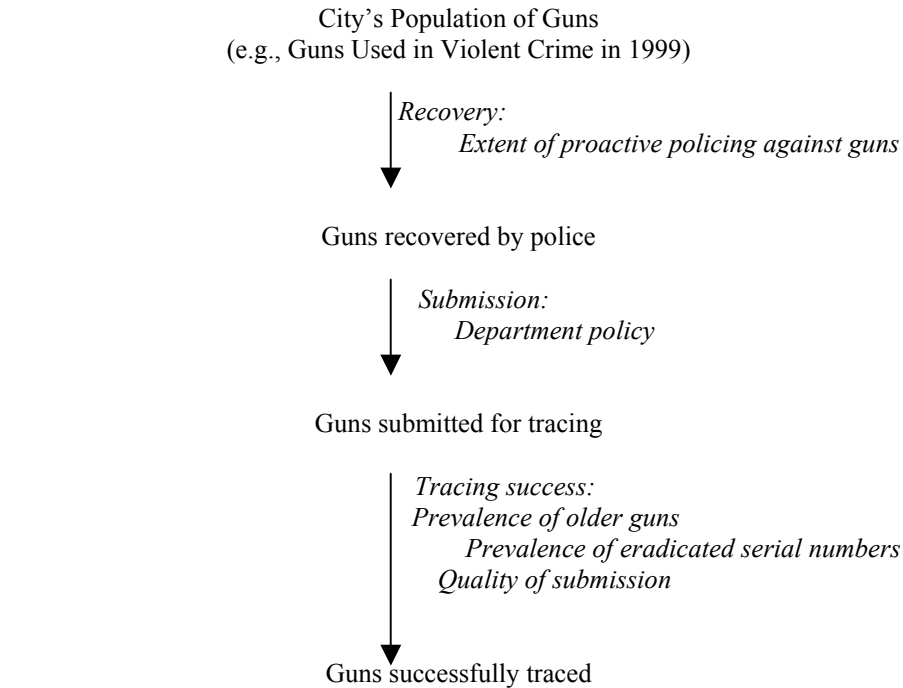 City’s Population of Guns
(e.g., Guns Used in Violent Crime in 1999)
Recovery:
Extent of proactive policing against guns
Guns recovered by police
Submission:
Department policy
Guns submitted for tracing
Tracing success:
Prevalence of older guns
Prevalence of eradicated serial numbers
Quality of submission
Guns successfully traced